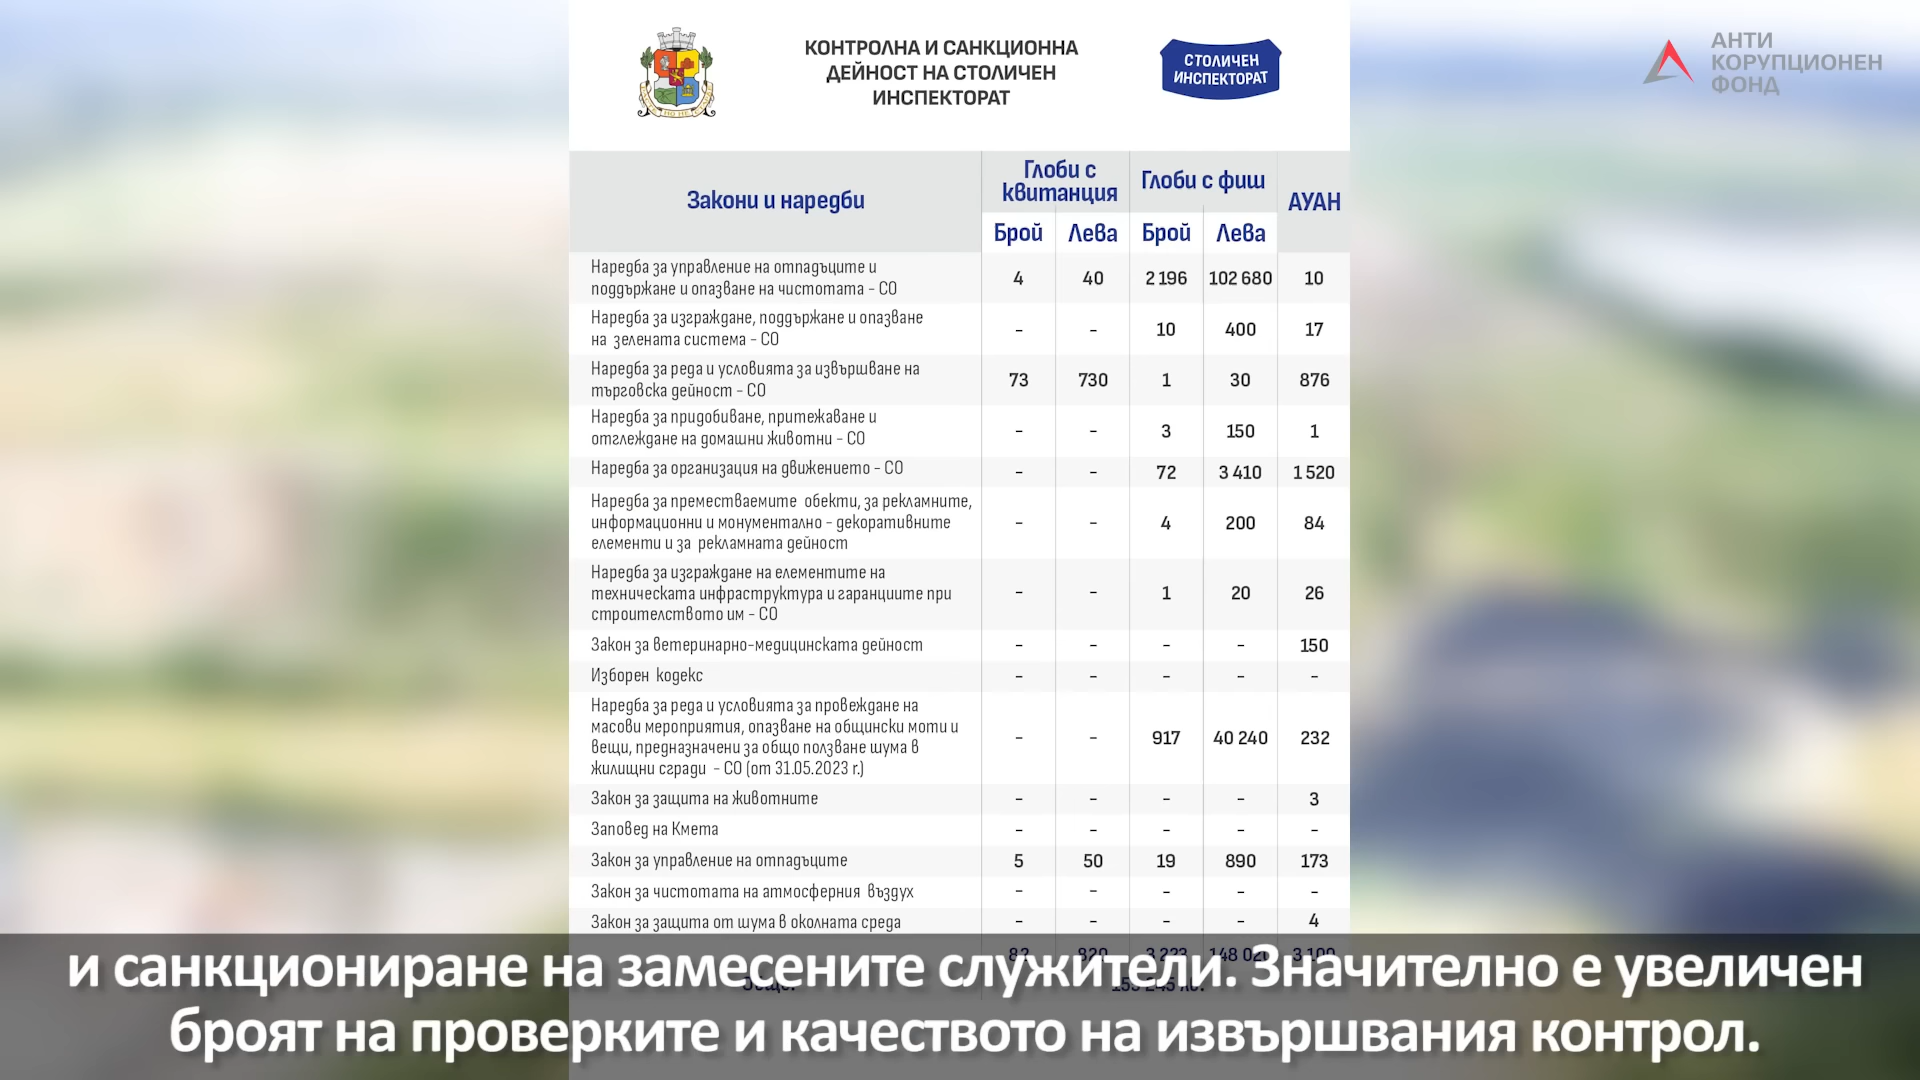 КОНТРОЛНА И САНКЦИОННА
ДЕЙНОСТ НА СТОЛИЧЕН
ИНСПЕКТОРАТ
СТОЛИЧЕН
ИНСПЕКТОРАТ
АНТИ
КОРУПЦИОНЕН
ФОНД
Закони и наредби
Глоби с
квитанция
Глоби с фиш
АУАН
Брой Лева Брой Лева
Наредба за управление на отпадъците и
поддържане и опазване на чистотата - СО
4 40 2 196 102 680 10
Наредба за изграждане, поддържане и опазване
на зелената система - СО
- - 10 400 17
Наредба за реда и условията за извършване на
търговска дейност - СО
73 730 1 30 876
Наредба за придобиване, притежаване и
отглеждане на домашни животни - СО
- - 3 150 1
Наредба за организация на движението - СО
- - 72 3 410 1 520
Наредба за преместваемите обекти, за рекламните,
информационни и монументално - декоративните
елементи и за рекламната дейност
- - 4 200 84
Наредба за изграждане на елементите на
техническата инфраструктура и гаранциите при
строителството им - СО
- - 1 20 26
Закон за ветеринарно-медицинската дейност
- - - - 150
Изборен кодекс
- - - - -
Наредба за реда и условията за провеждане на
масови мероприятия, опазване на общински моти и
вещи, предназначени за общо ползване шума в
жилищни сгради - СО (от 31.05.2023 г.)
- - 917 40 240 232
Закон за защита на животните
- - - - 3
Заповед на Кмета
- - - - -
Закон за управление на отпадъците
5 50 19 890 173
Закон за чистотата на атмосферния въздух
- - - - -
Закон за защита от шума в околната среда
- - - - 4
и санкциониране на замесените служители. Значително е увеличен
броят на проверките и качеството на извършвания контрол.